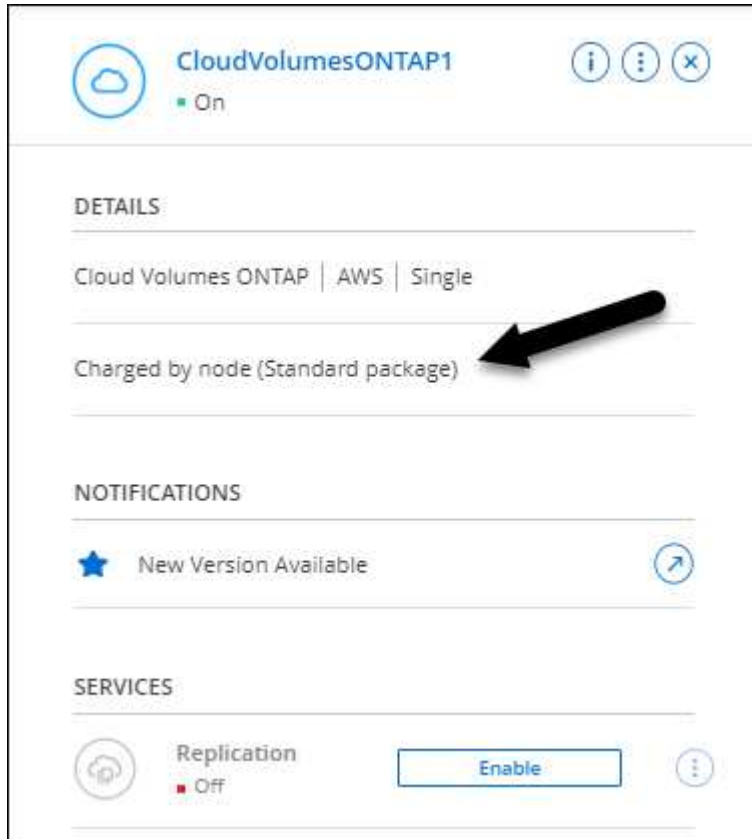 CloudVolumesONTAP1
On
DETAILS
Cloud Volumes ONTAP | AWS | Single
Charged by node (Standard package)
NOTIFICATIONS
New Version Available
SERVICES
Replication
Enable
Off